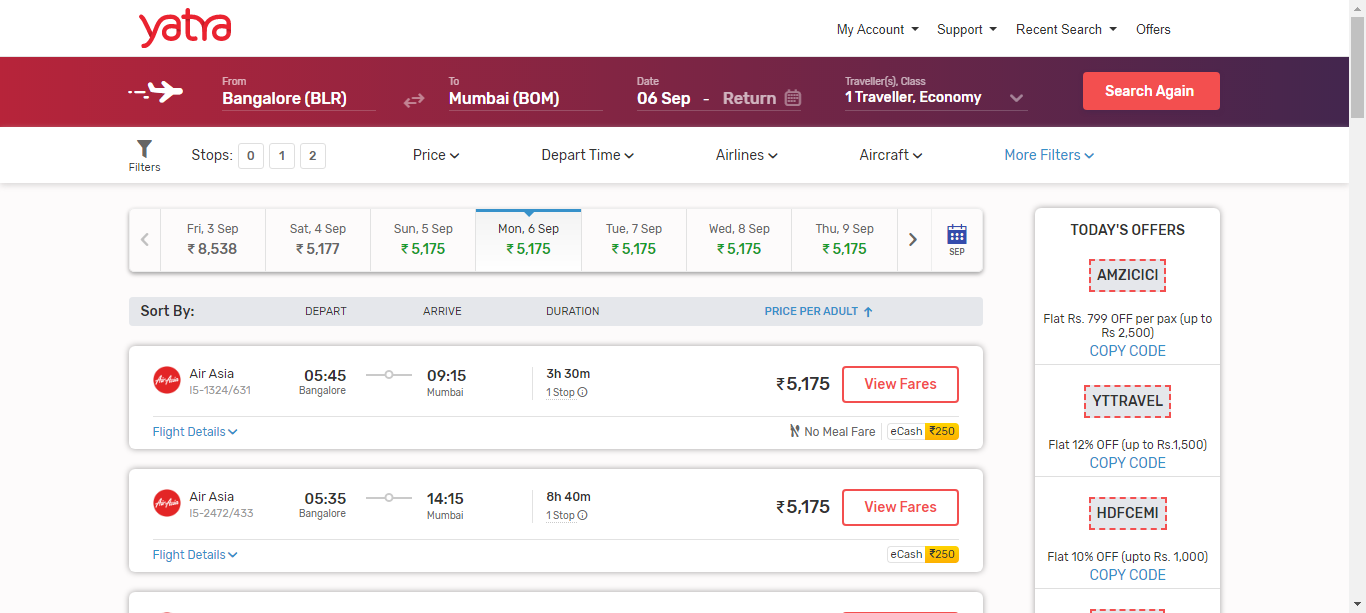 yatra
My Account Support Recent Search Offers
From To Date Traveller(s), Class
Bangalore (BLR) Mumbai (BOM) 06 Sep - Return 1 Traveller, Economy Search Again
Filters Stops: 0 1 2 Price Depart Time Airlines Aircraft More Filters
Fri, 3 Sep Sat, 4 Sep Sun, 5 Sep Mon, 6 Sep Tue, 7 Sep Wed, 8 Sep Thu, 9 Sep
₹ 8,538 ₹ 5,177 ₹ 5,175 ₹ 5,175 ₹ 5,175 ₹ 5,175 ₹ 5,175 SEP
Sort By: DEPART ARRIVE DURATION PRICE PER ADULT
AirAsia Air Asia 05:45 09:15 3h 30m ₹5,175 View Fares
I5-1324/631 Bangalore Mumbai 1 Stop
Flight Details No Meal Fare eCash ₹250
AirAsia Air Asia 05:35 14:15 8h 40m ₹5,175 View Fares
I5-2472/433 Bangalore Mumbai 1 Stop
Flight Details eCash ₹250
TODAY'S OFFERS
AMZICICI
Flat Rs. 799 OFF per pax (up to
Rs 2,500)
COPY CODE
YTTRAVEL
Flat 12% OFF (up to Rs.1,500)
COPY CODE
HDFCEMI
Flat 10% OFF (upto Rs. 1,000)
COPY CODE